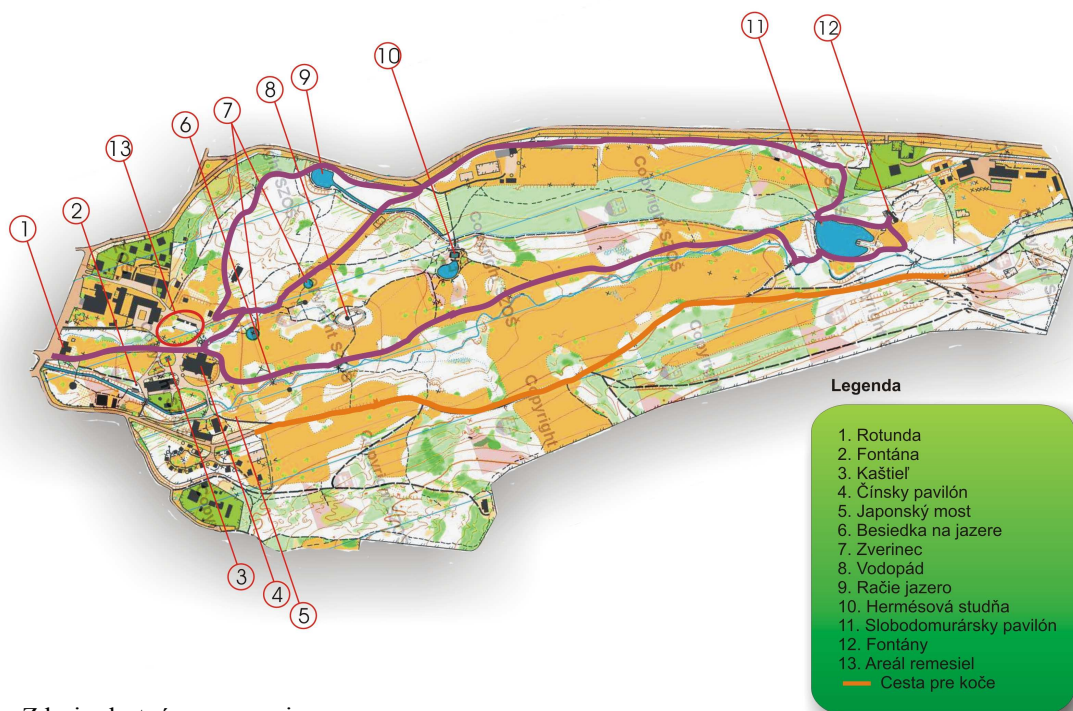 11
12
10
9
8
7
6
13
2
1
3
4
5
Copyright SZOŠ
Copyright SZOŠ
Copyright
Legenda
1. Rotunda
2. Fontána
3. Kaštieľ
4. Čínsky pavilón
5. Japonský most
6. Besiedka na jazere
7. Zverinec
8. Vodopád
9. Račie jazero
10. Hermésová studňa
11. Slobodomurársky pavilón
12. Fontány
13. Areál remesiel
Cesta pre koče